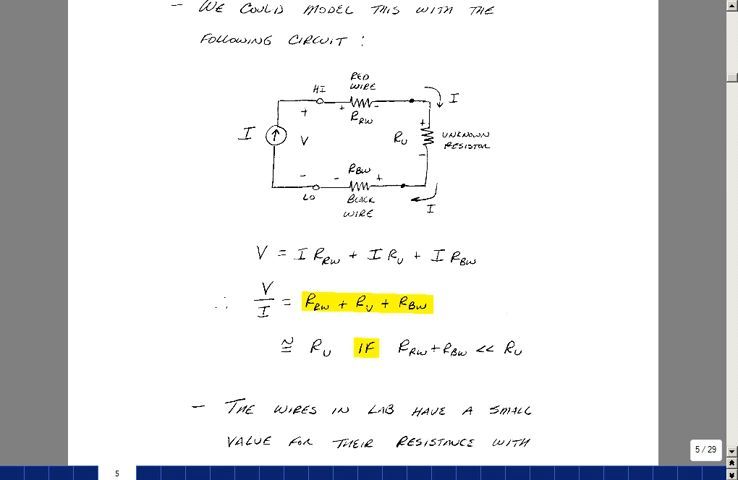 - WE COULD MODEL THIS WITH THE
FOLLOWING CIRCUIT :
RED
WIRE
HI
+ -
R_RW
I
I
+
V
-
+
R_U
-
UNKNOWN
RESISTOR
R_BW
- +
LO
BLACK
WIRE
I
V = I R_RW + I R_U + I R_BW
∴ V/I = R_RW + R_U + R_BW
≅ R_U IF R_RW + R_BW << R_U
- THE WIRES IN LAB HAVE A SMALL
VALUE FOR THEIR RESISTANCE WITH
5 / 29
5